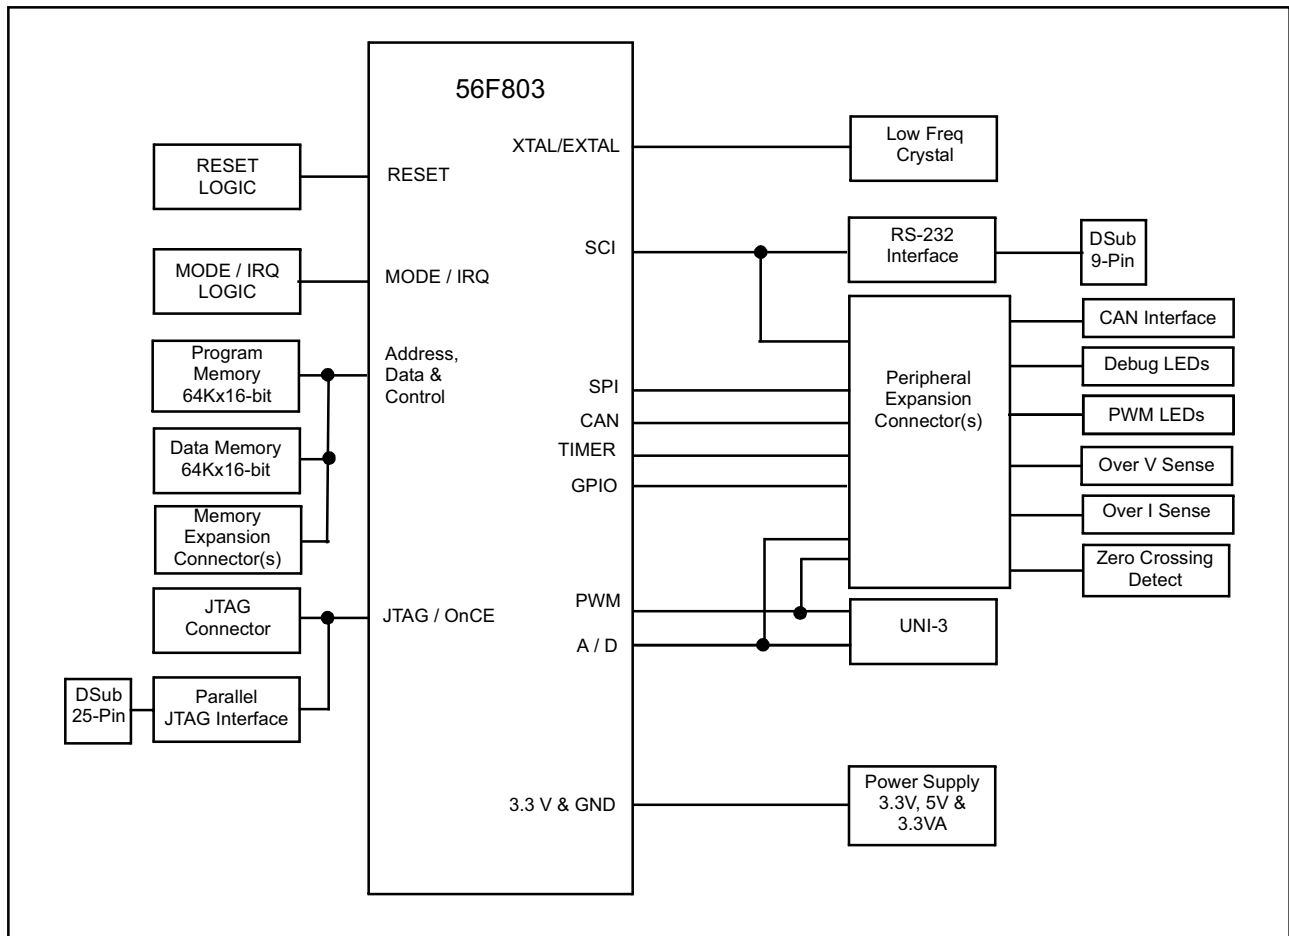 56F803
XTAL/EXTAL
RESET
SCI
MODE / IRQ
Address,
Data &
Control
SPI
CAN
TIMER
GPIO
PWM
JTAG / OnCE
A / D
3.3 V & GND
RESET
LOGIC
MODE / IRQ
LOGIC
Program
Memory
64Kx16-bit
Data Memory
64Kx16-bit
Memory
Expansion
Connector(s)
JTAG
Connector
DSub
25-Pin
Parallel
JTAG Interface
Low Freq
Crystal
RS-232
Interface
DSub
9-Pin
Peripheral
Expansion
Connector(s)
CAN Interface
Debug LEDs
PWM LEDs
Over V Sense
Over I Sense
Zero Crossing
Detect
UNI-3
Power Supply
3.3V, 5V &
3.3VA